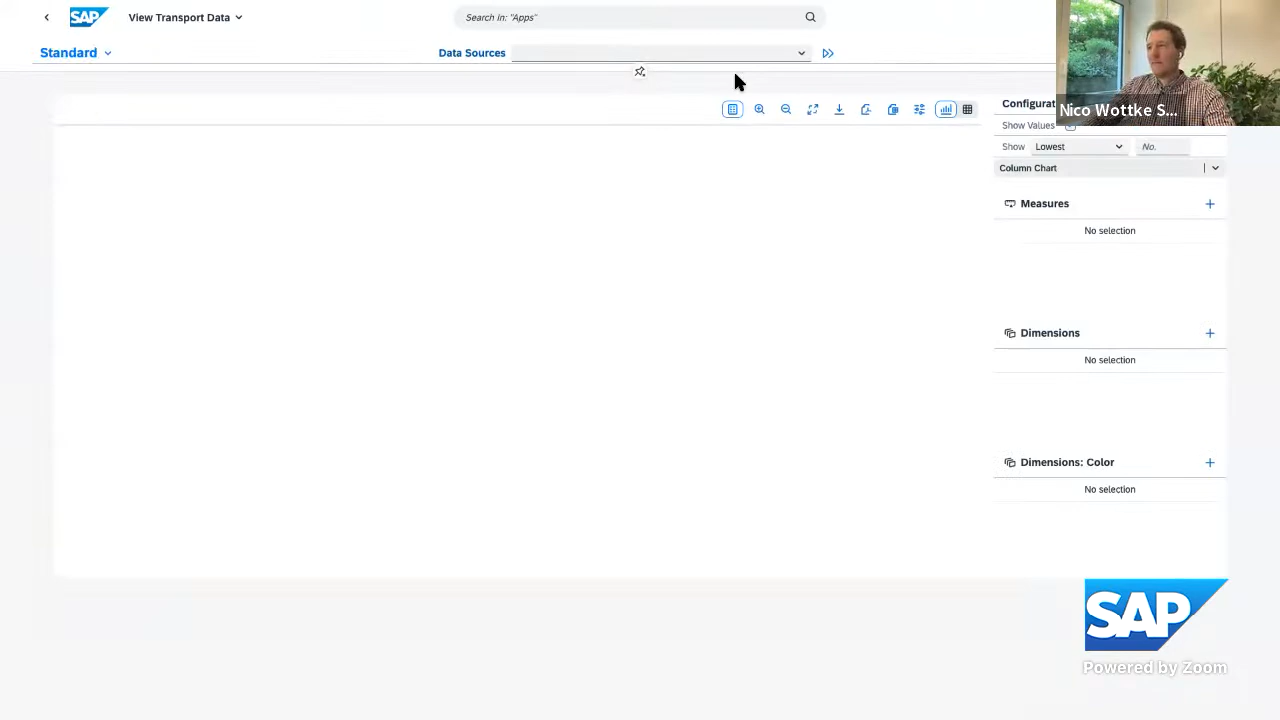 SAP
View Transport Data
Search In: "Apps"
Standard
Data Sources
Configurat
Nico Wottke S...
Show Values
Show
Lowest
No.
Column Chart
Measures
No selection
Dimensions
No selection
Dimensions: Color
No selection
SAP
Powered by Zoom